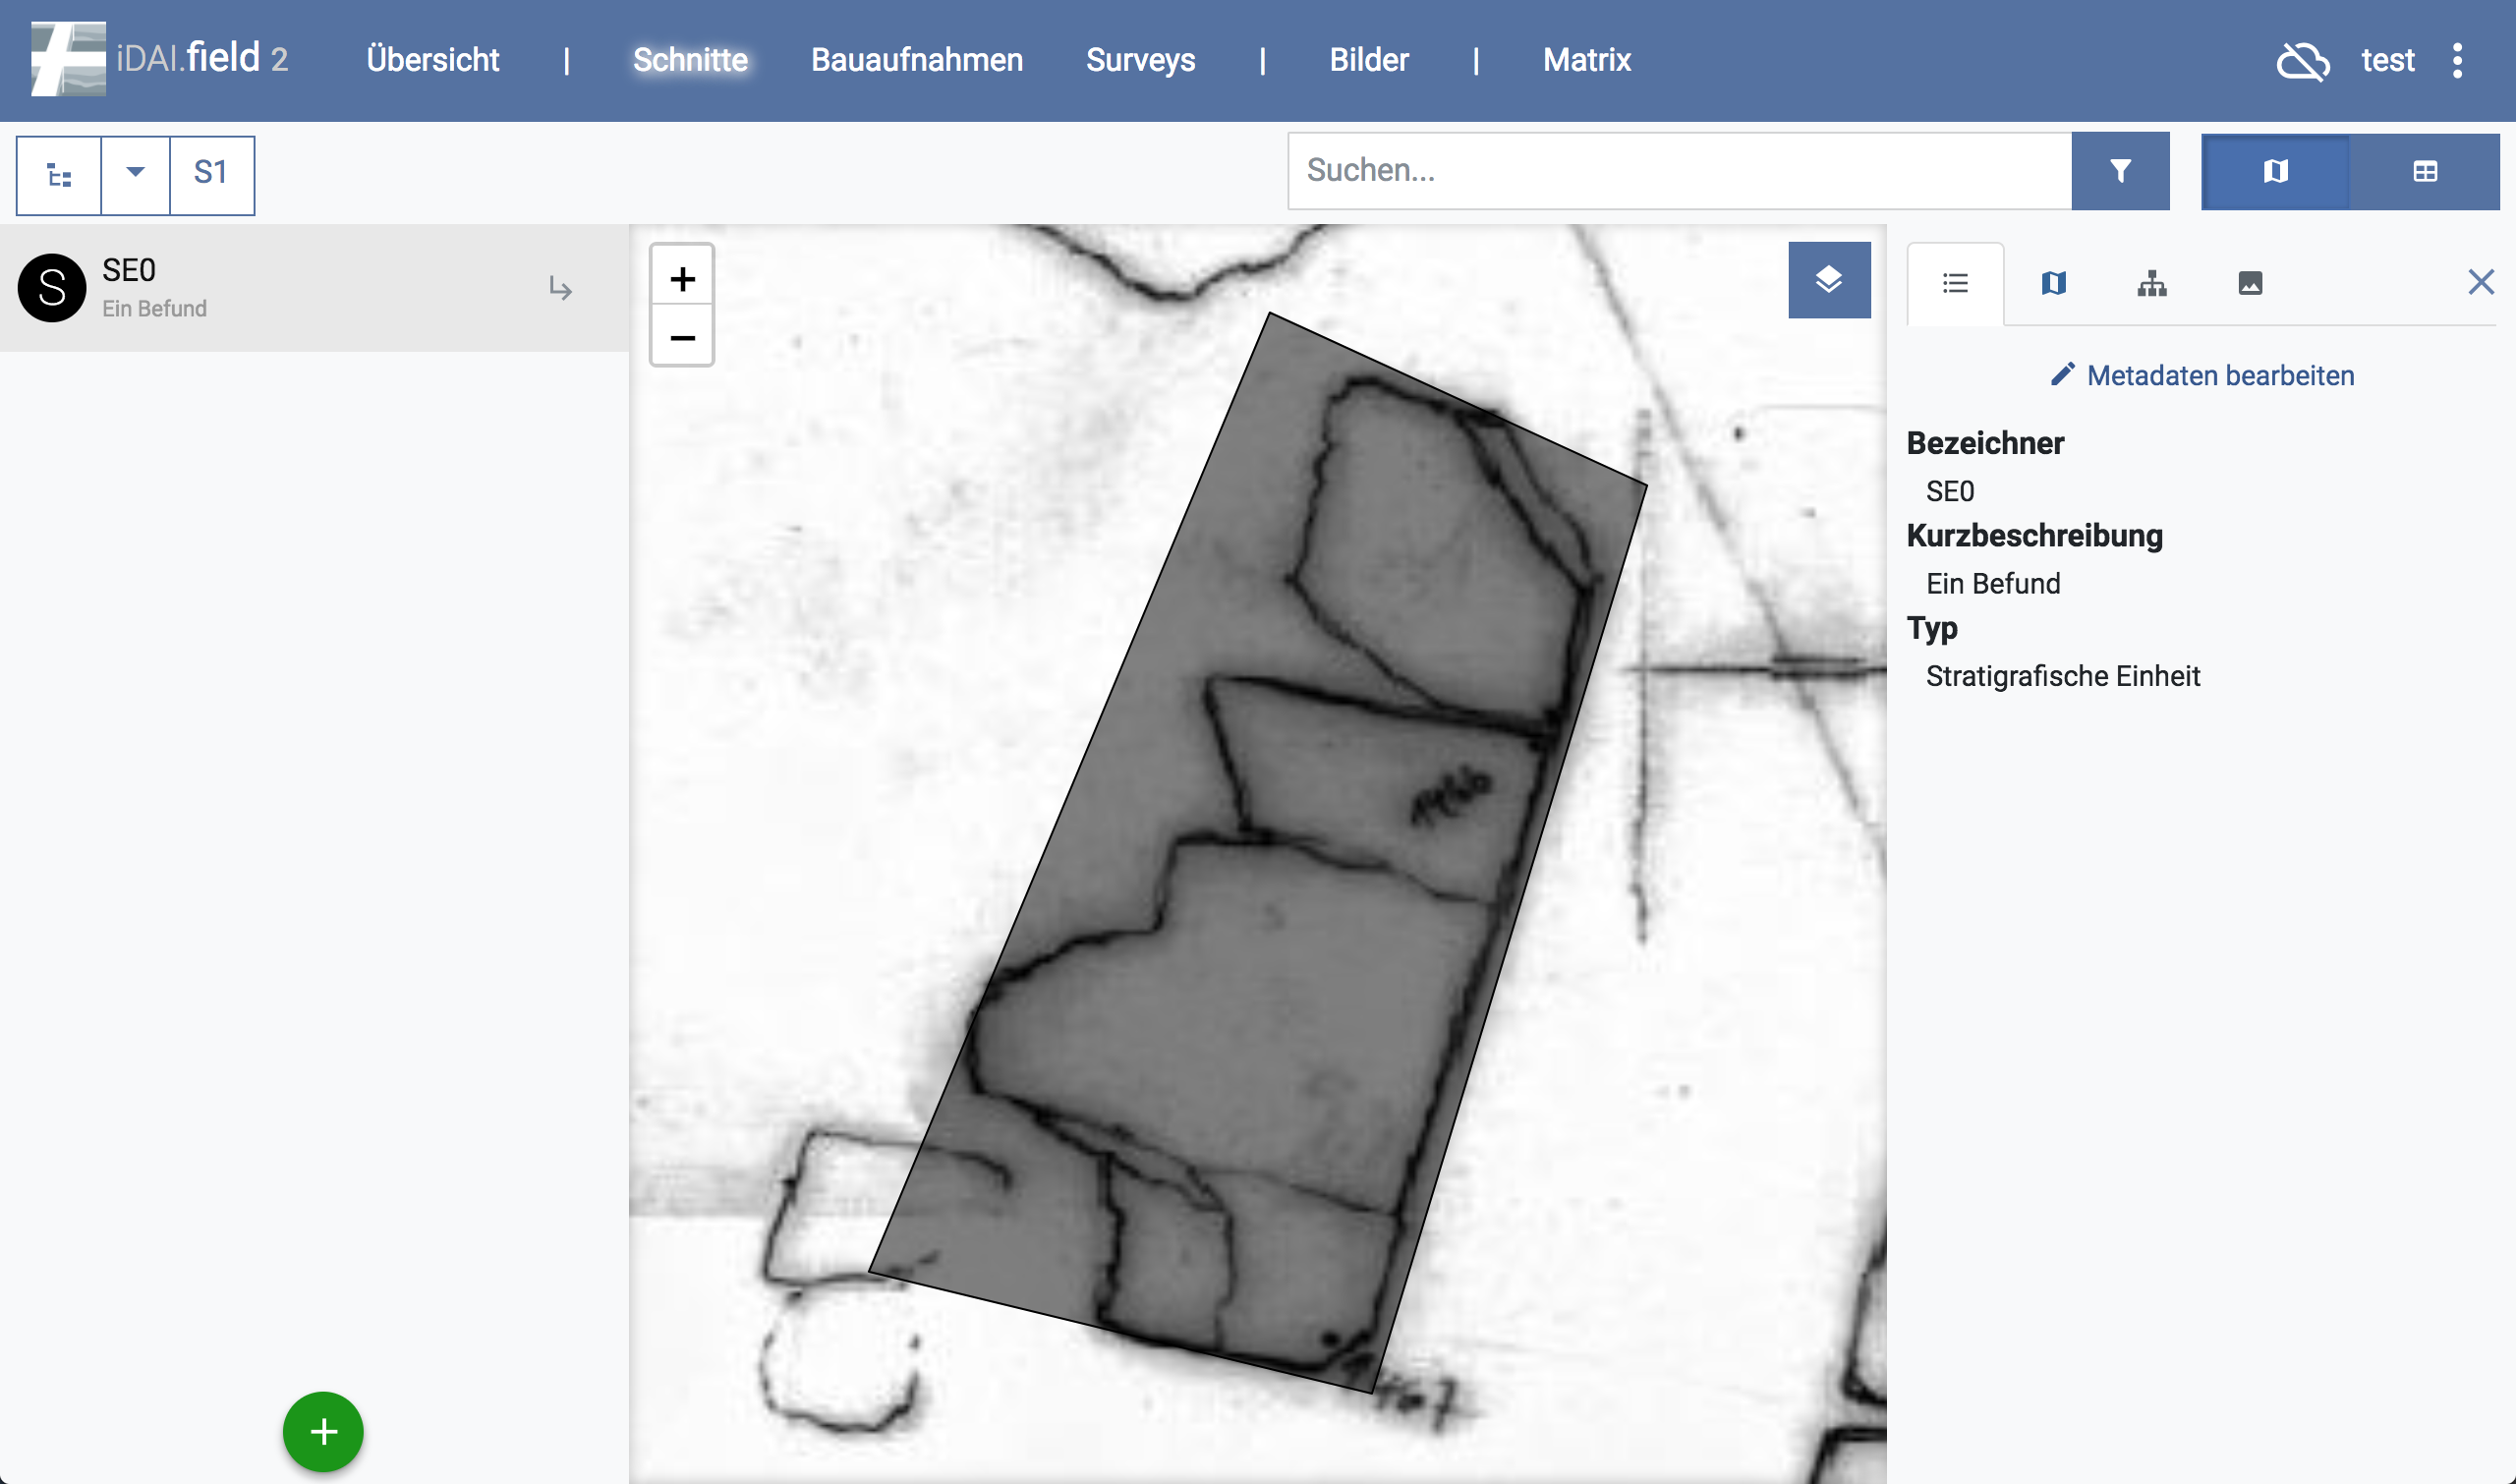 iDAI.field 2 Übersicht | Schnitte Bauaufnahmen Surveys | Bilder | Matrix test
S1 Suchen...
SE0
Ein Befund
+
−
Metadaten bearbeiten
Bezeichner
SE0
Kurzbeschreibung
Ein Befund
Typ
Stratigrafische Einheit
S
+